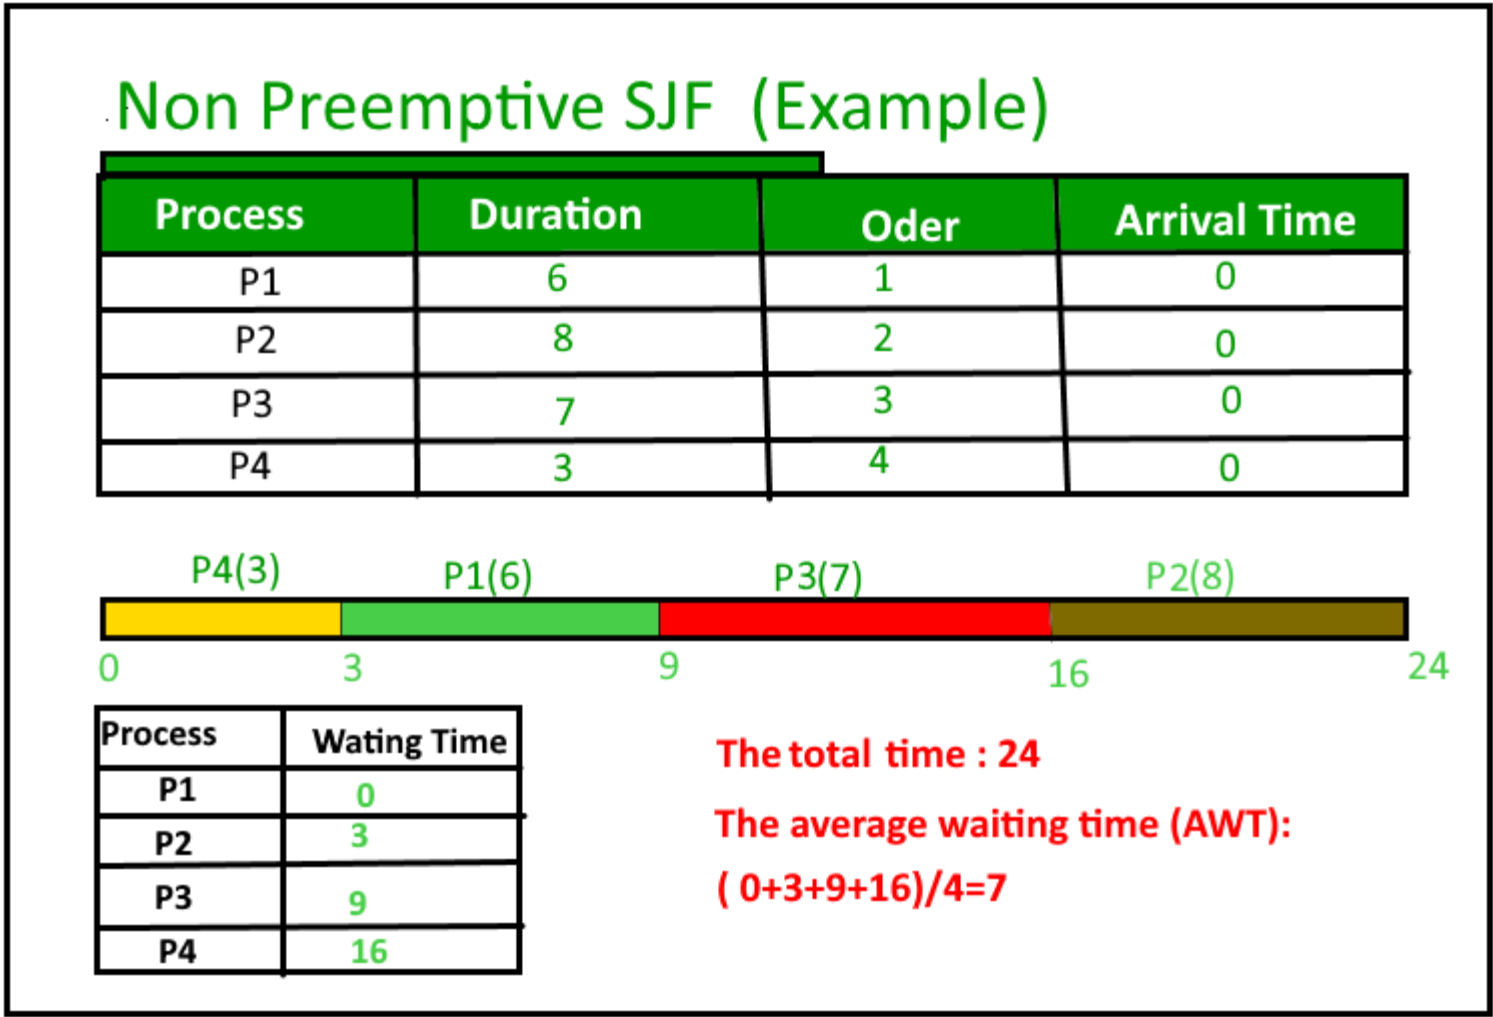 Non Preemptive SJF (Example)
Process Duration Oder Arrival Time
P1 6 1 0
P2 8 2 0
P3 7 3 0
P4 3 4 0
P4(3) P1(6) P3(7) P2(8)
0 3 9 16 24
Process Wating Time
P1 0
P2 3
P3 9
P4 16
The total time : 24
The average waiting time (AWT):
( 0+3+9+16)/4=7